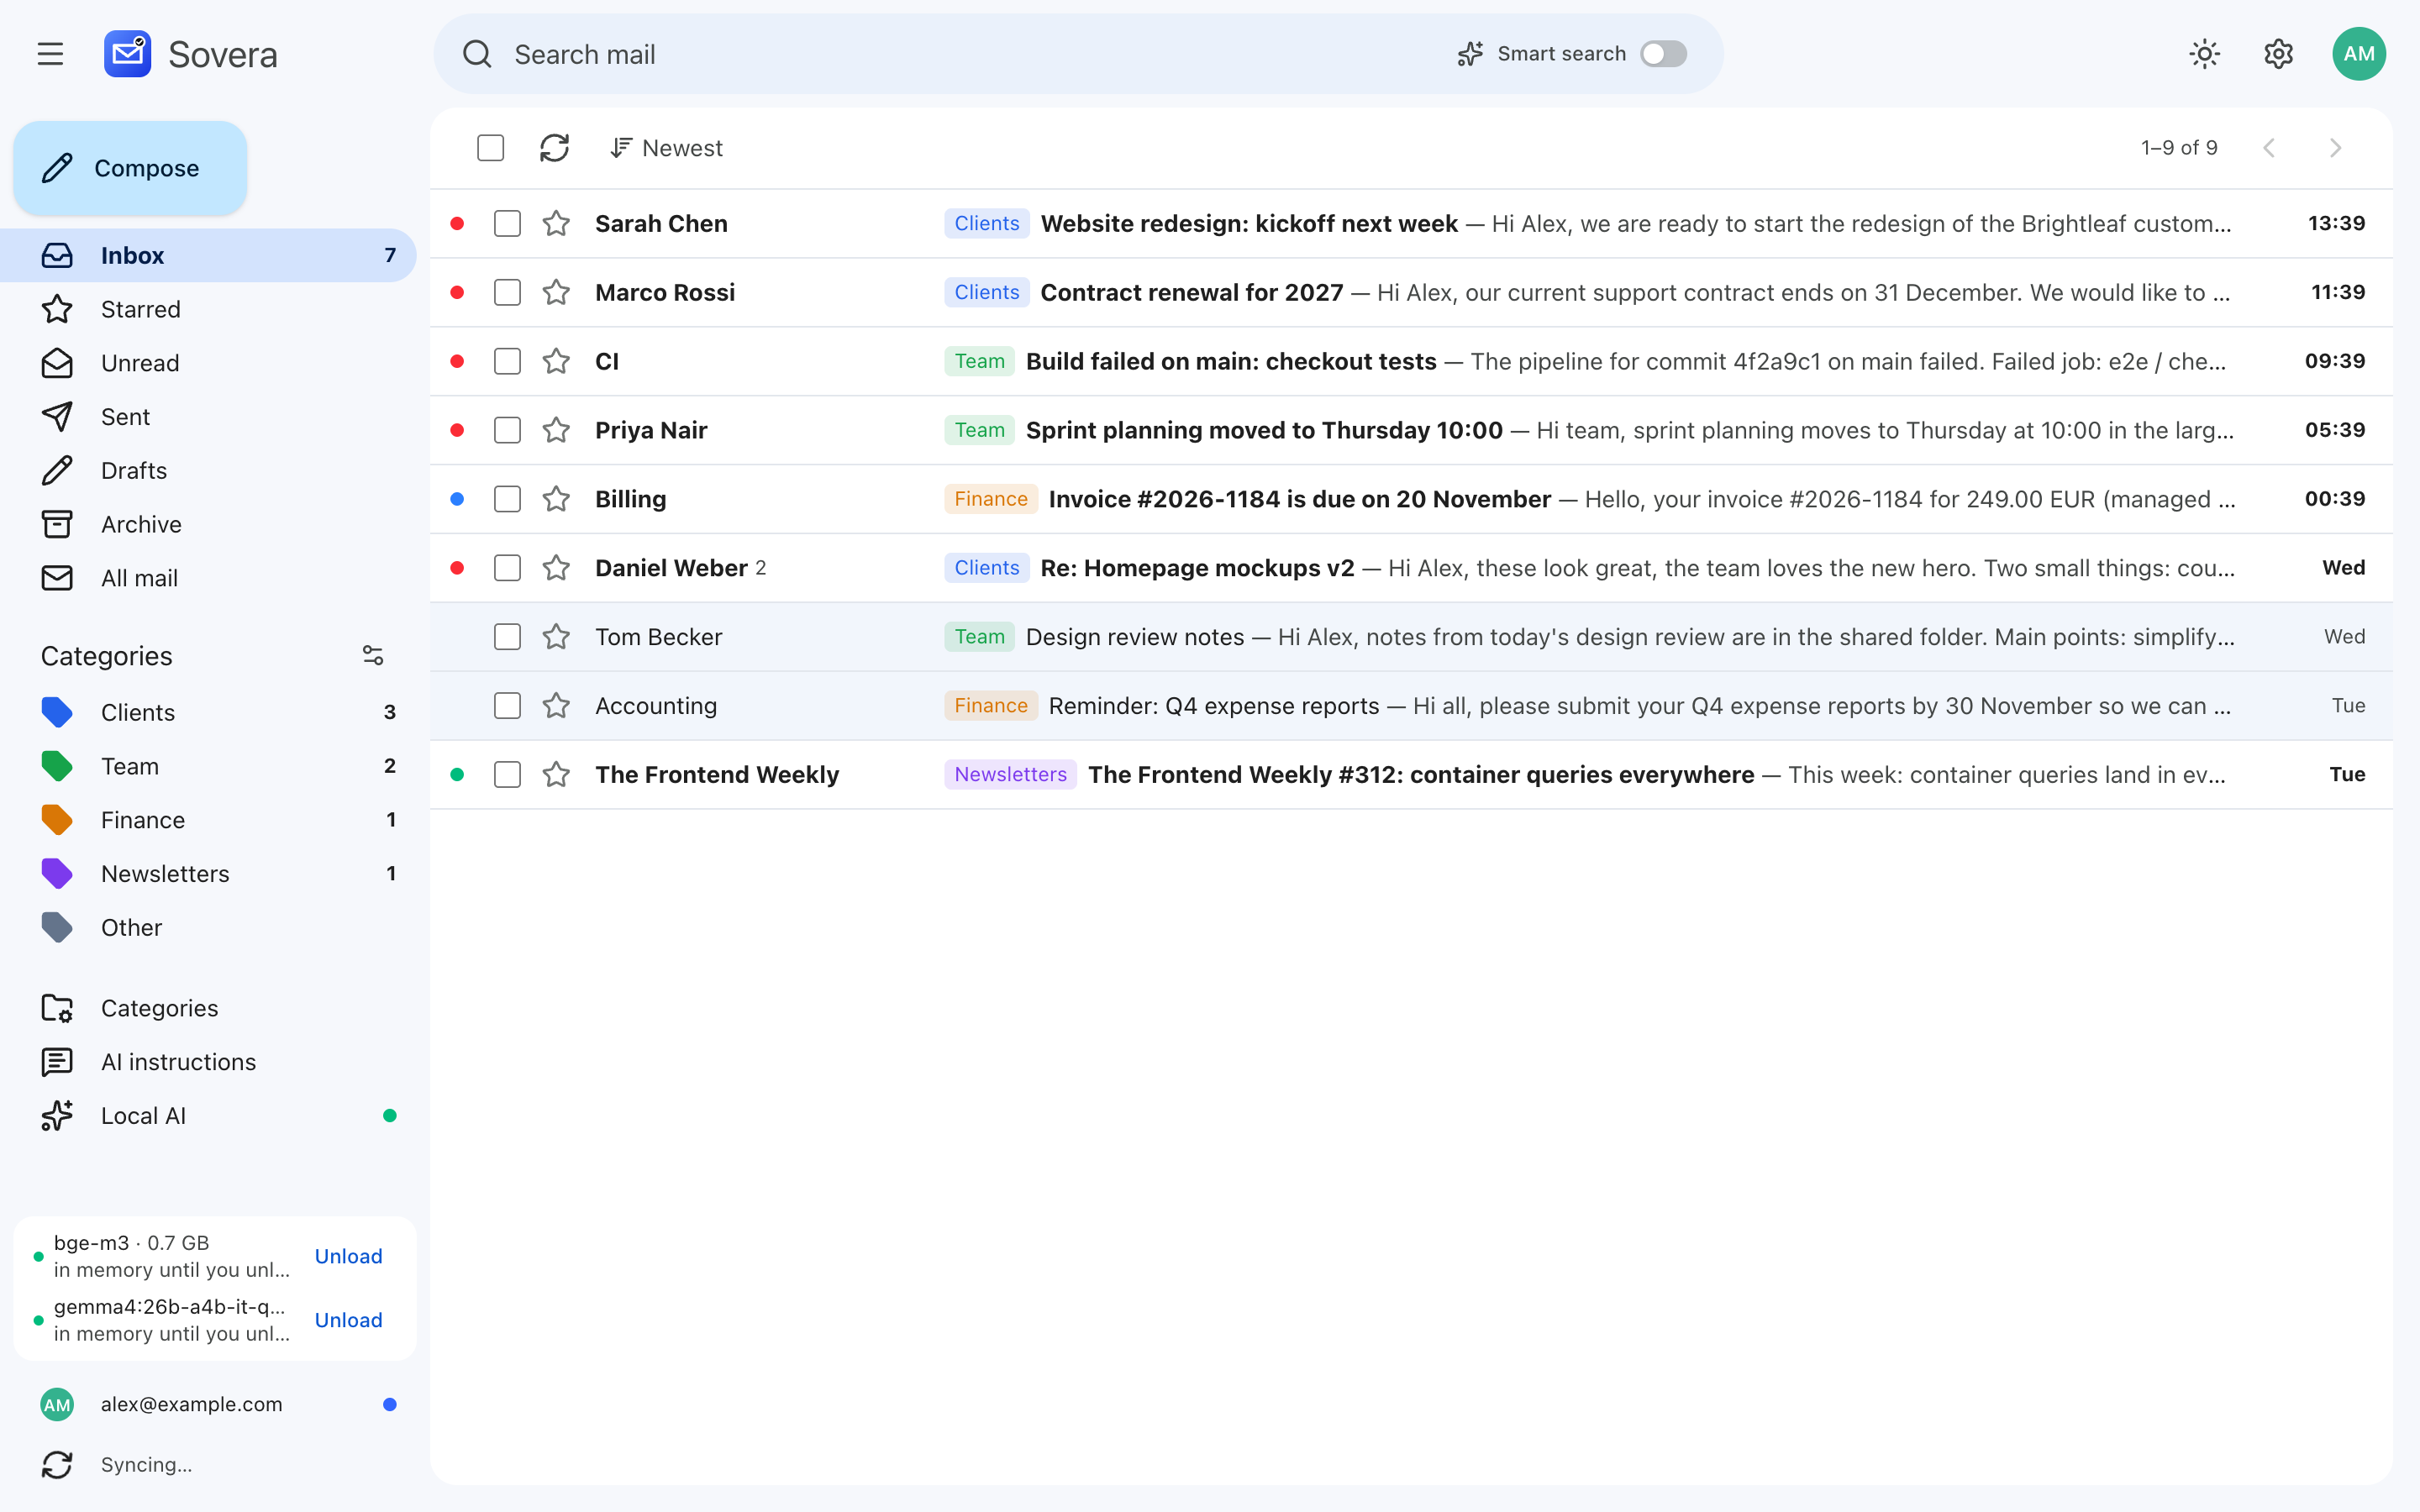 Sovera
Search mail
Smart search
AM
Compose
Newest
1–9 of 9
Inbox 7
Starred
Unread
Sent
Drafts
Archive
All mail
Categories
Clients 3
Team 2
Finance 1
Newsletters 1
Other
Categories
AI instructions
Local AI
bge-m3 · 0.7 GB
in memory until you unl...
Unload
gemma4:26b-a4b-it-q...
in memory until you unl...
Unload
AM alex@example.com
Syncing...
Sarah Chen Clients Website redesign: kickoff next week — Hi Alex, we are ready to start the redesign of the Brightleaf custom... 13:39
Marco Rossi Clients Contract renewal for 2027 — Hi Alex, our current support contract ends on 31 December. We would like to ... 11:39
CI Team Build failed on main: checkout tests — The pipeline for commit 4f2a9c1 on main failed. Failed job: e2e / che... 09:39
Priya Nair Team Sprint planning moved to Thursday 10:00 — Hi team, sprint planning moves to Thursday at 10:00 in the larg... 05:39
Billing Finance Invoice #2026-1184 is due on 20 November — Hello, your invoice #2026-1184 for 249.00 EUR (managed ... 00:39
Daniel Weber 2 Clients Re: Homepage mockups v2 — Hi Alex, these look great, the team loves the new hero. Two small things: cou... Wed
Tom Becker Team Design review notes — Hi Alex, notes from today's design review are in the shared folder. Main points: simplify... Wed
Accounting Finance Reminder: Q4 expense reports — Hi all, please submit your Q4 expense reports by 30 November so we can ... Tue
The Frontend Weekly Newsletters The Frontend Weekly #312: container queries everywhere — This week: container queries land in ev... Tue